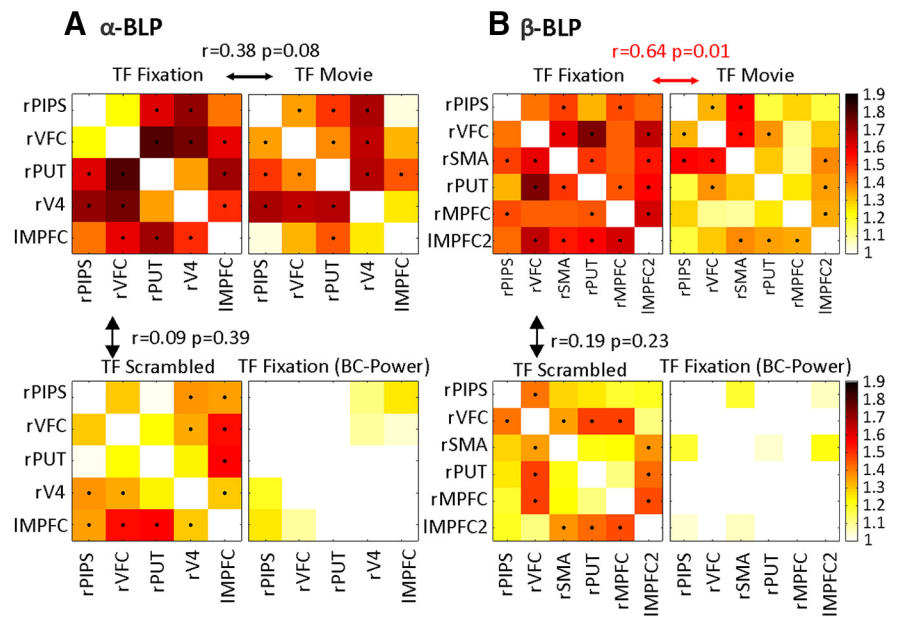 A α-BLP
r=0.38 p=0.08
TF Fixation TF Movie
rPIPS
rVFC
rPUT
rV4
lMPFC
rPIPS rVFC rPUT rV4 lMPFC
rPIPS rVFC rPUT rV4 lMPFC
r=0.09 p=0.39
TF Scrambled TF Fixation (BC-Power)
rPIPS
rVFC
rPUT
rV4
lMPFC
rPIPS rVFC rPUT rV4 lMPFC
rPIPS rVFC rPUT rV4 lMPFC
B β-BLP
r=0.64 p=0.01
TF Fixation TF Movie
rPIPS
rVFC
rSMA
rPUT
rMPFC
lMPFC2
rPIPS rVFC rSMA rPUT rMPFC lMPFC2
rPIPS rVFC rSMA rPUT rMPFC lMPFC2
1.9
1.8
1.7
1.6
1.5
1.4
1.3
1.2
1.1
1
r=0.19 p=0.23
TF Scrambled TF Fixation (BC-Power)
rPIPS
rVFC
rSMA
rPUT
rMPFC
lMPFC2
rPIPS rVFC rSMA rPUT rMPFC lMPFC2
rPIPS rVFC rSMA rPUT rMPFC lMPFC2
1.9
1.8
1.7
1.6
1.5
1.4
1.3
1.2
1.1
1